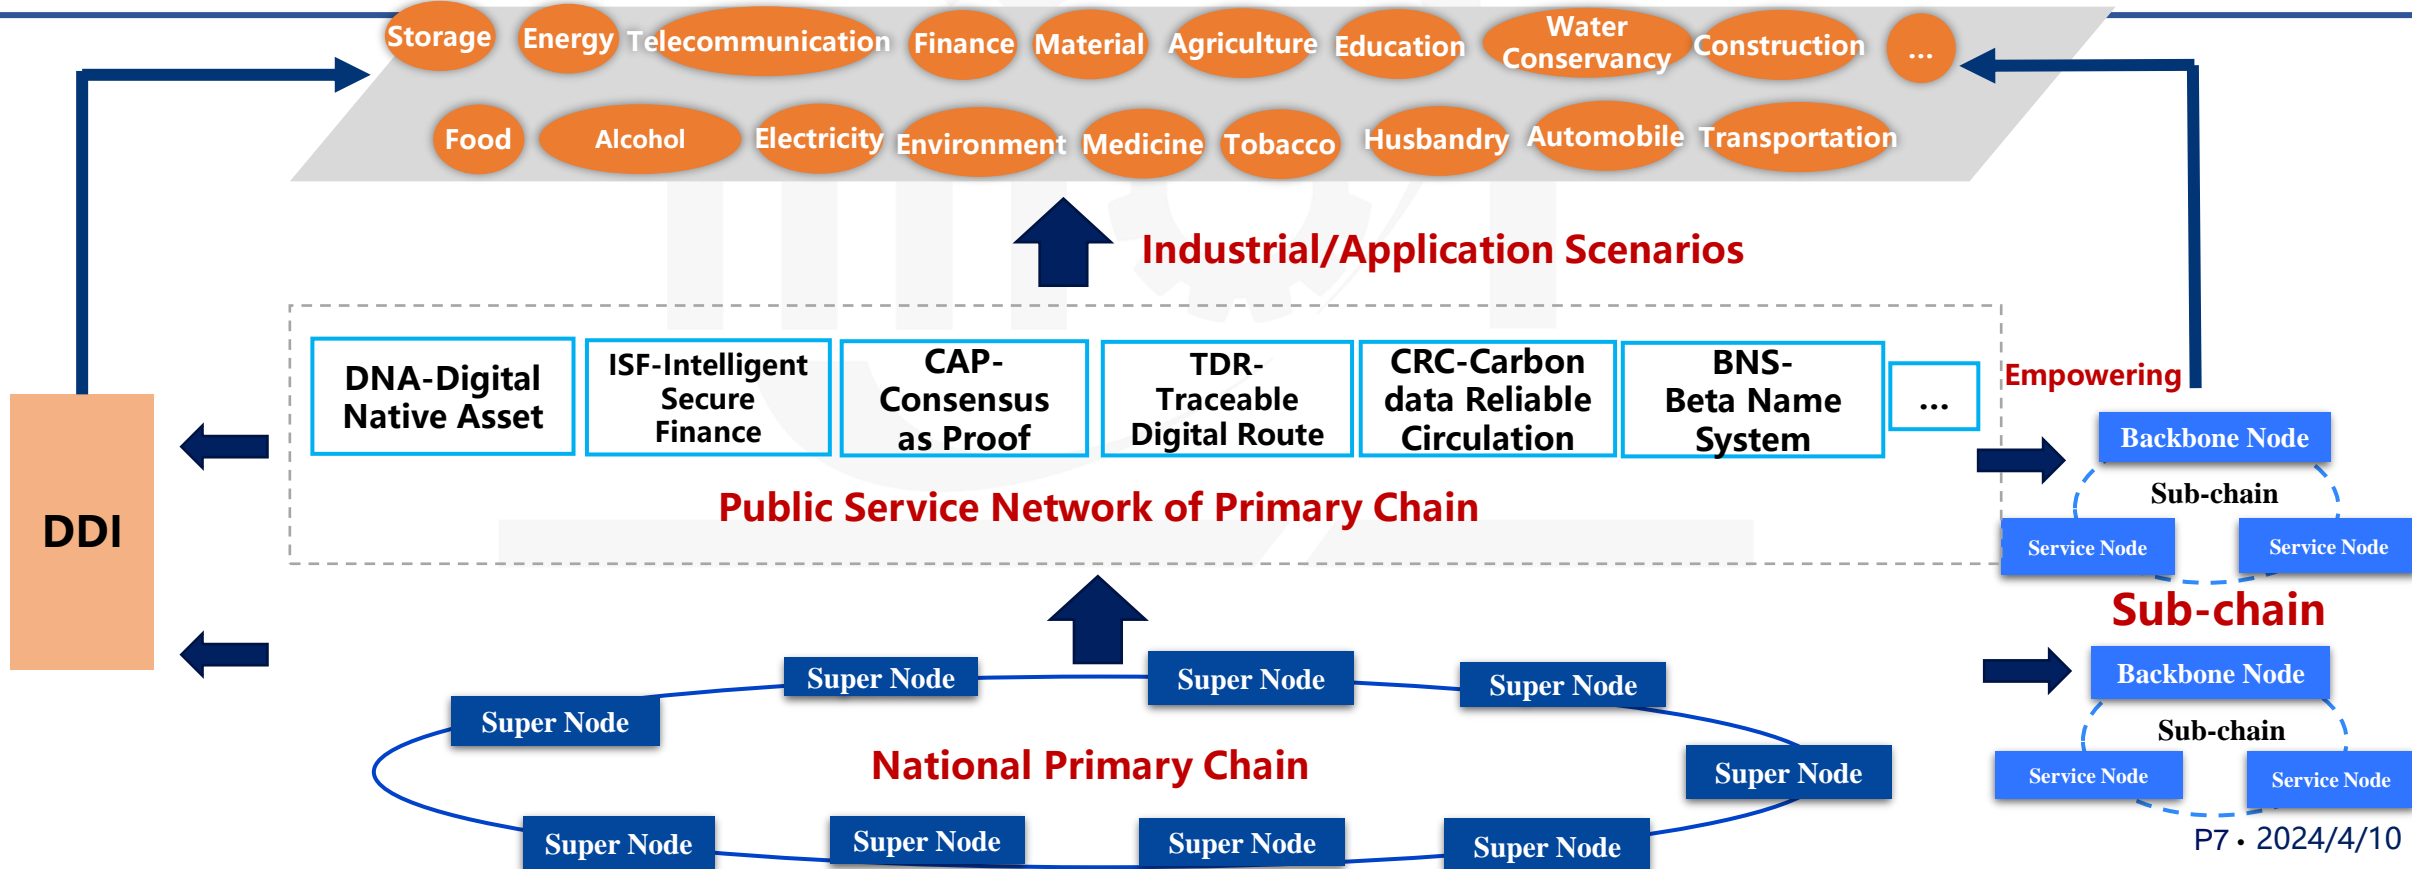 Storage
Energy
Telecommunication
Finance
Material
Agriculture
Education
Water
Conservancy
Construction
...
Food
Alcohol
Electricity
Environment
Medicine
Tobacco
Husbandry
Automobile
Transportation
Industrial/Application Scenarios
DNA-Digital
Native Asset
ISF-Intelligent
Secure
Finance
CAP-
Consensus
as Proof
TDR-
Traceable
Digital Route
CRC-Carbon
data Reliable
Circulation
BNS-
Beta Name
System
...
Public Service Network of Primary Chain
DDI
Empowering
Backbone Node
Sub-chain
Service Node
Service Node
Sub-chain
Backbone Node
Sub-chain
Service Node
Service Node
Super Node
Super Node
Super Node
Super Node
National Primary Chain
Super Node
Super Node
Super Node
Super Node
Super Node
P7 • 2024/4/10